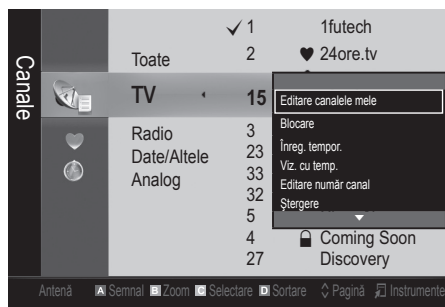 Canale
✓ 1 1futech
Toate 2 ♥ 24ore.tv
TV 15
Radio 3
Date/Altele 23
Analog 33
32
5
4 Coming Soon
27 Discovery
Editare canalele mele
Blocare
Înreg. tempor.
Viz. cu temp.
Editare număr canal
Ştergere
Antenă A Semnal B Zoom C Selectare D Sortare Pagină Instrumente